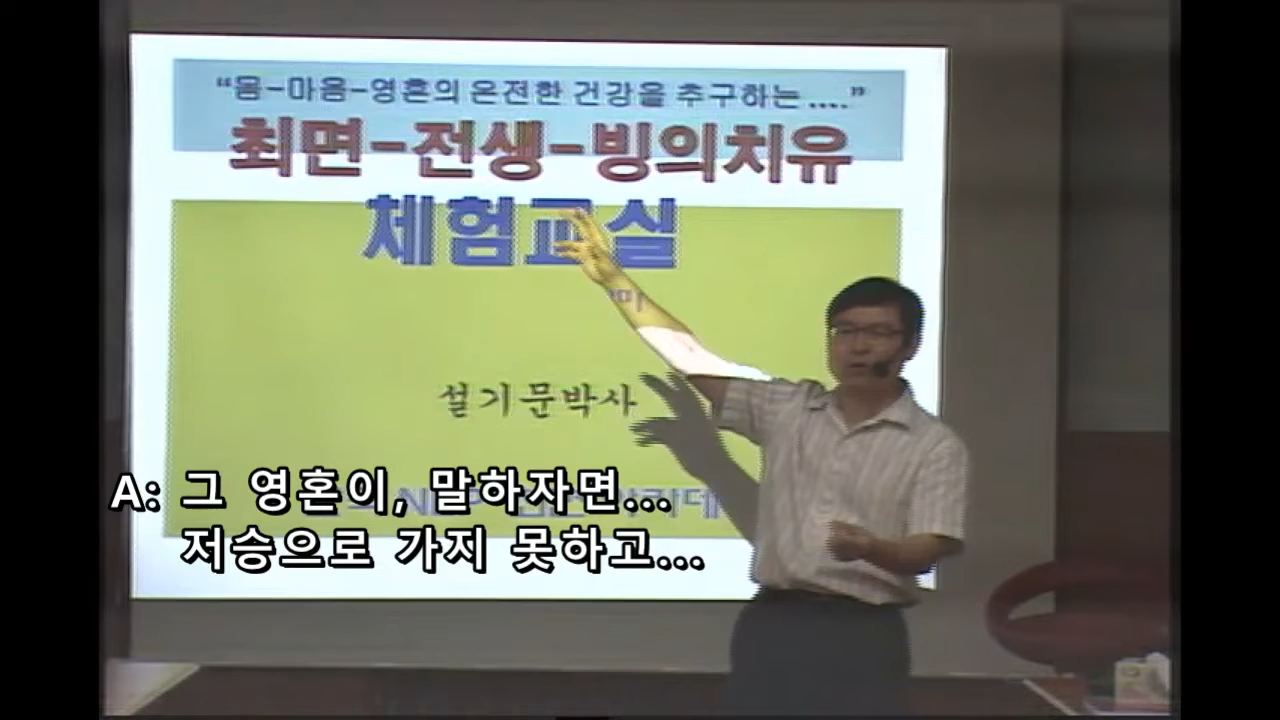 “몸-마음-영혼의 온전한 건강을 추구하는....”
최면-전생-빙의치유
체험교실
설기문박사
A: 그 영혼이, 말하자면...
저승으로 가지 못하고...